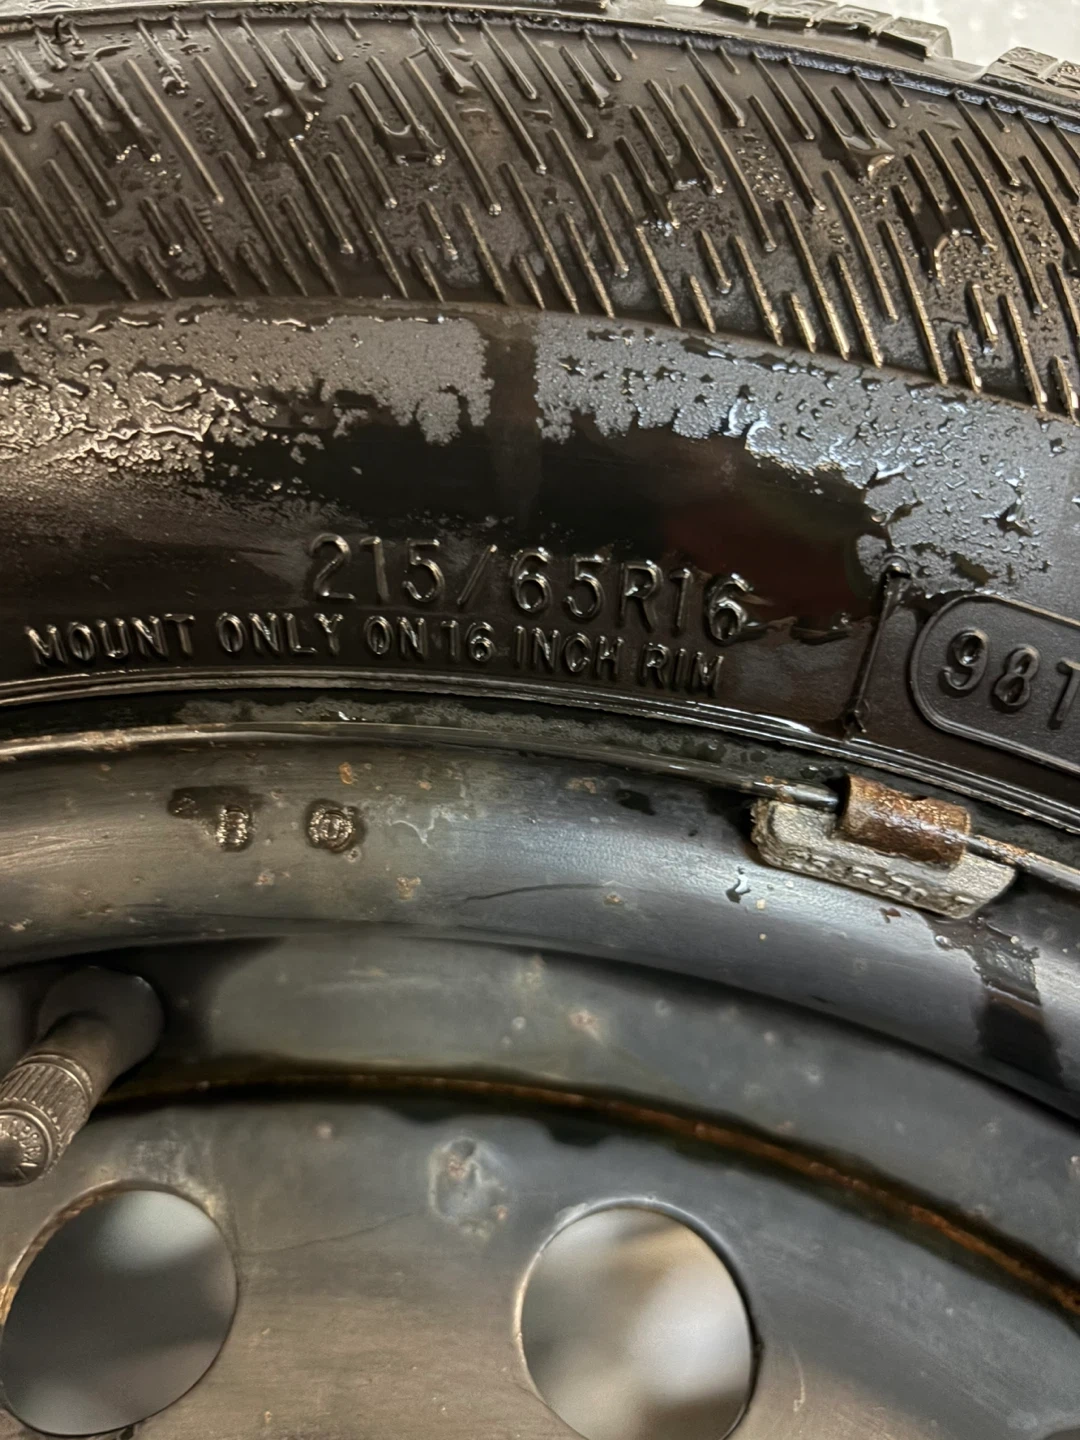 215/65R16
MOUNT ONLY ON 16 INCH RIM
98T